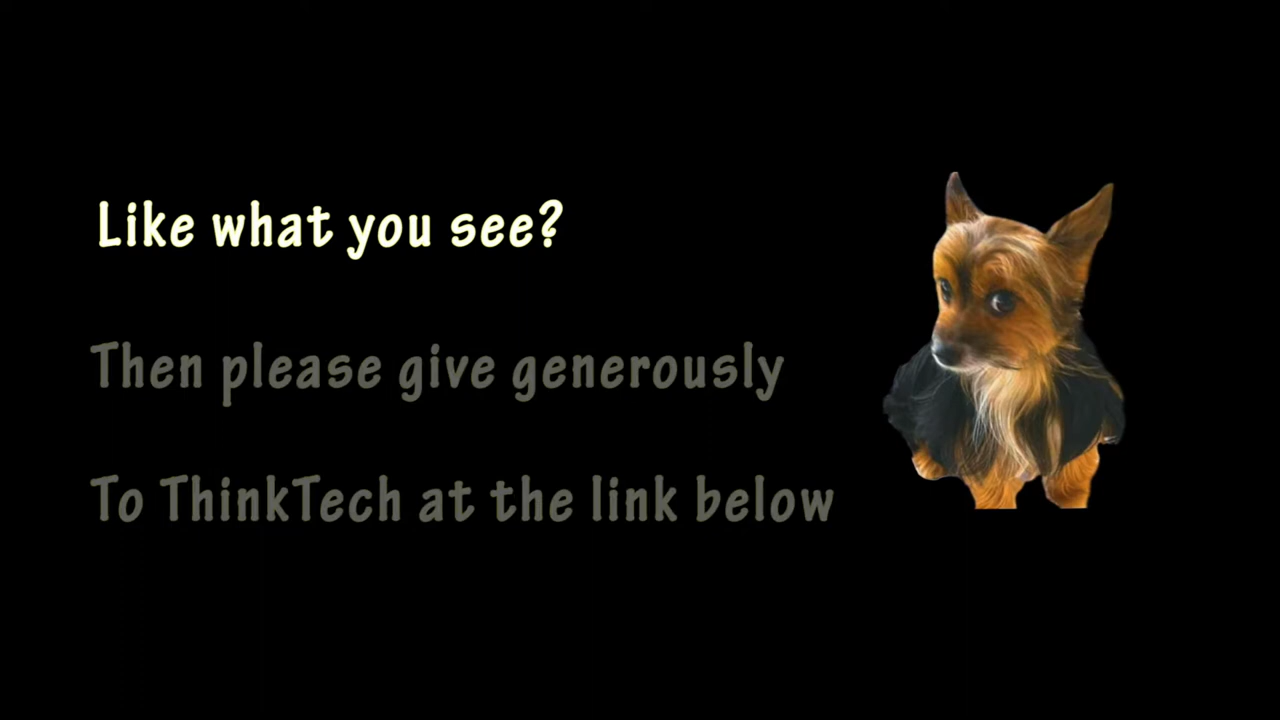 Like what you see?
Then please give generously
To ThinkTech at the link below